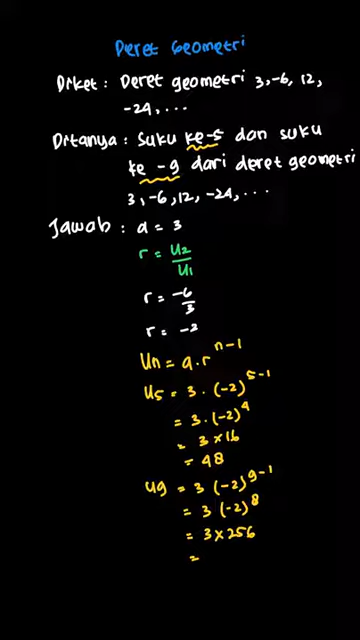 Deret Geometri
Diket : Deret geometri 3, -6, 12,
-24, ...
Ditanya : Suku ke-5 dan suku
ke -9 dari deret geometri
3, -6, 12, -24, ...
Jawab : a = 3
r = U2/U1
r = -6/3
r = -2
Un = a . r^n-1
U5 = 3 . (-2)^5-1
= 3 . (-2)^4
= 3 x 16
= 48
U9 = 3 (-2)^9-1
= 3 (-2)^8
= 3 x 256
=